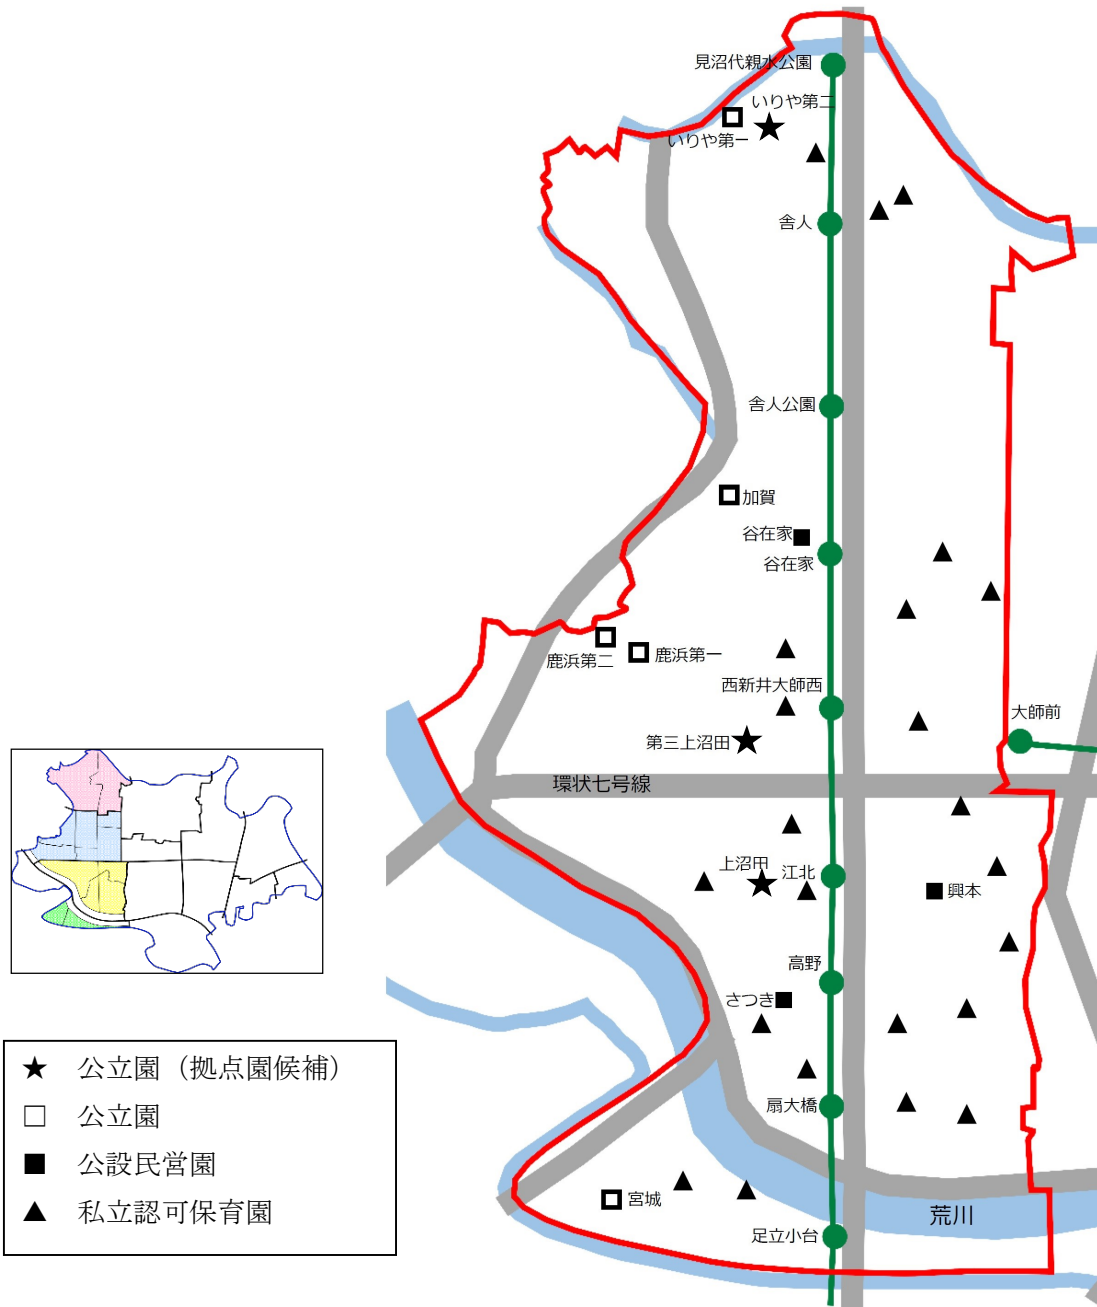 見沼代親水公園
いりや第二
いりや第一
舎人
舎人公園
加賀
谷在家
谷在家
鹿浜第二
鹿浜第一
西新井大師西
大師前
第三上沼田
環状七号線
上沼田
江北
興本
高野
さつき
扇大橋
宮城
荒川
足立小台
★ 公立園（拠点園候補）
□ 公立園
■ 公設民営園
▲ 私立認可保育園